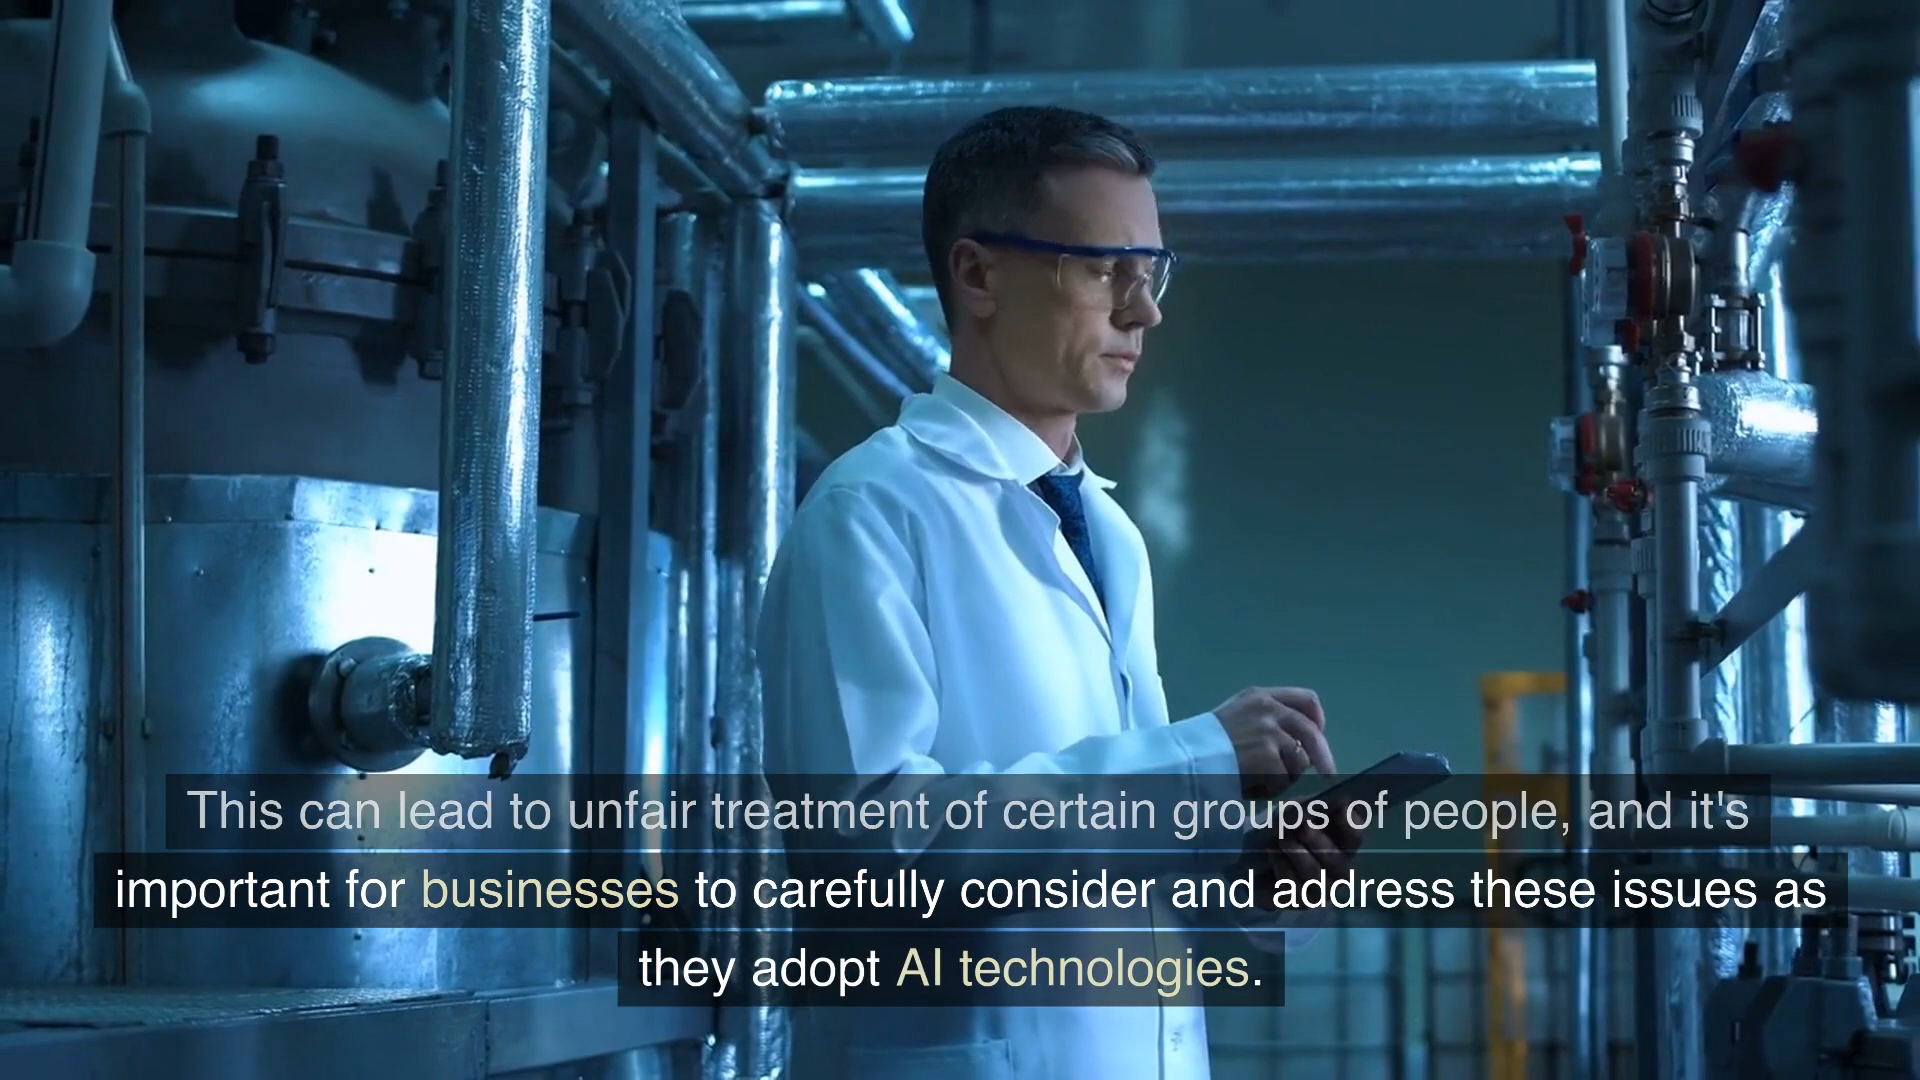 This can lead to unfair treatment of certain groups of people, and it's
important for businesses to carefully consider and address these issues as
they adopt AI technologies.